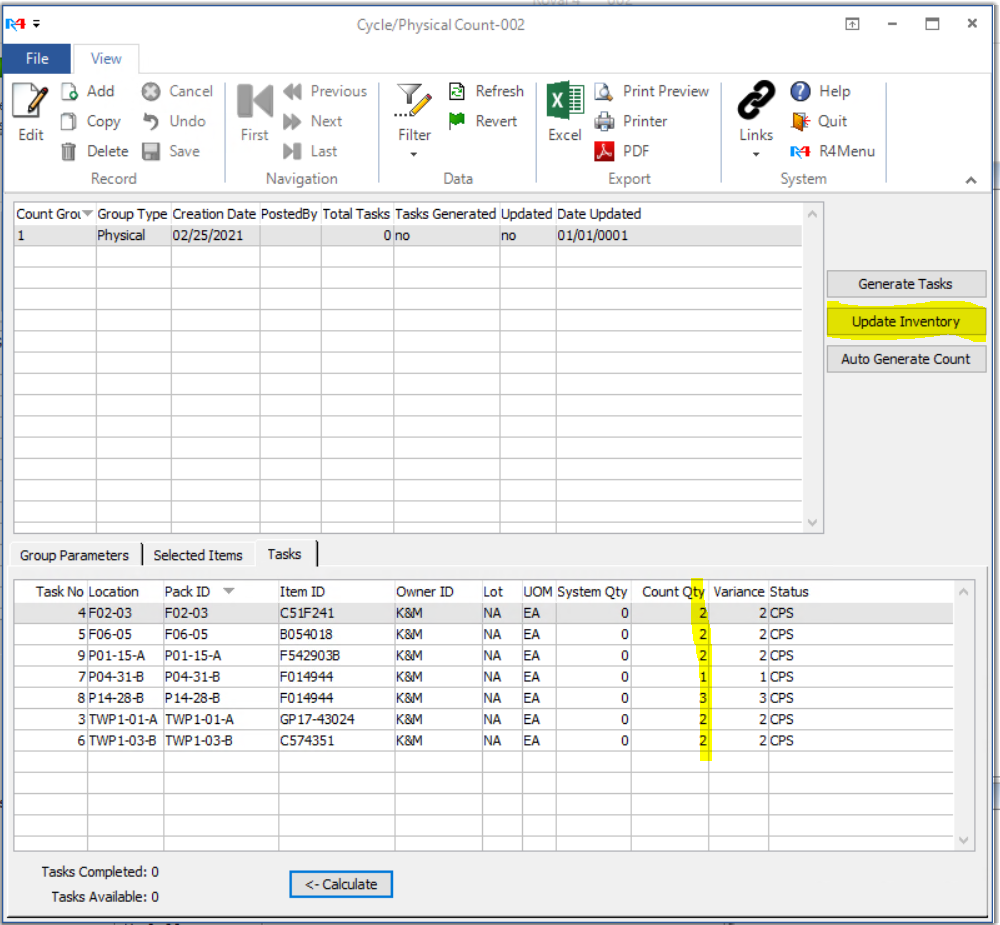 R4 Cycle/Physical Count-002
File View
Edit Add Copy Delete Cancel Undo Save
Record
First Previous Next Last
Navigation
Filter Refresh Revert
Data
Excel Print Preview Printer PDF
Export
Links Help Quit R4 R4Menu
System
Count Grou Group Type Creation Date PostedBy Total Tasks Tasks Generated Updated Date Updated
1 Physical 02/25/2021 0 no no 01/01/0001
Generate Tasks
Update Inventory
Auto Generate Count
Group Parameters Selected Items Tasks
Task No Location Pack ID Item ID Owner ID Lot UOM System Qty Count Qty Variance Status
4 F02-03 F02-03 C51F241 K&M NA EA 0 2 2 CPS
5 F06-05 F06-05 B054018 K&M NA EA 0 2 2 CPS
9 P01-15-A P01-15-A F542903B K&M NA EA 0 2 2 CPS
7 P04-31-B P04-31-B F014944 K&M NA EA 0 1 1 CPS
8 P14-28-B P14-28-B F014944 K&M NA EA 0 3 3 CPS
3 TWP1-01-A TWP1-01-A GP17-43024 K&M NA EA 0 2 2 CPS
6 TWP1-03-B TWP1-03-B C574351 K&M NA EA 0 2 2 CPS
Tasks Completed: 0
Tasks Available: 0
<- Calculate